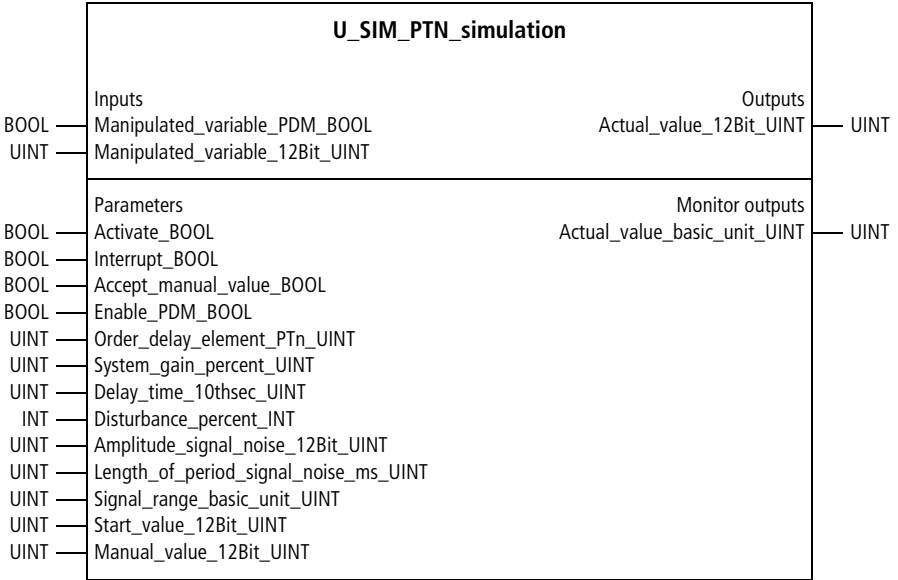 U_SIM_PTN_simulation
Inputs Outputs
BOOL Manipulated_variable_PDM_BOOL Actual_value_12Bit_UINT UINT
UINT Manipulated_variable_12Bit_UINT
Parameters Monitor outputs
BOOL Activate_BOOL Actual_value_basic_unit_UINT UINT
BOOL Interrupt_BOOL
BOOL Accept_manual_value_BOOL
BOOL Enable_PDM_BOOL
UINT Order_delay_element_PTn_UINT
UINT System_gain_percent_UINT
UINT Delay_time_10thsec_UINT
INT Disturbance_percent_INT
UINT Amplitude_signal_noise_12Bit_UINT
UINT Length_of_period_signal_noise_ms_UINT
UINT Signal_range_basic_unit_UINT
UINT Start_value_12Bit_UINT
UINT Manual_value_12Bit_UINT